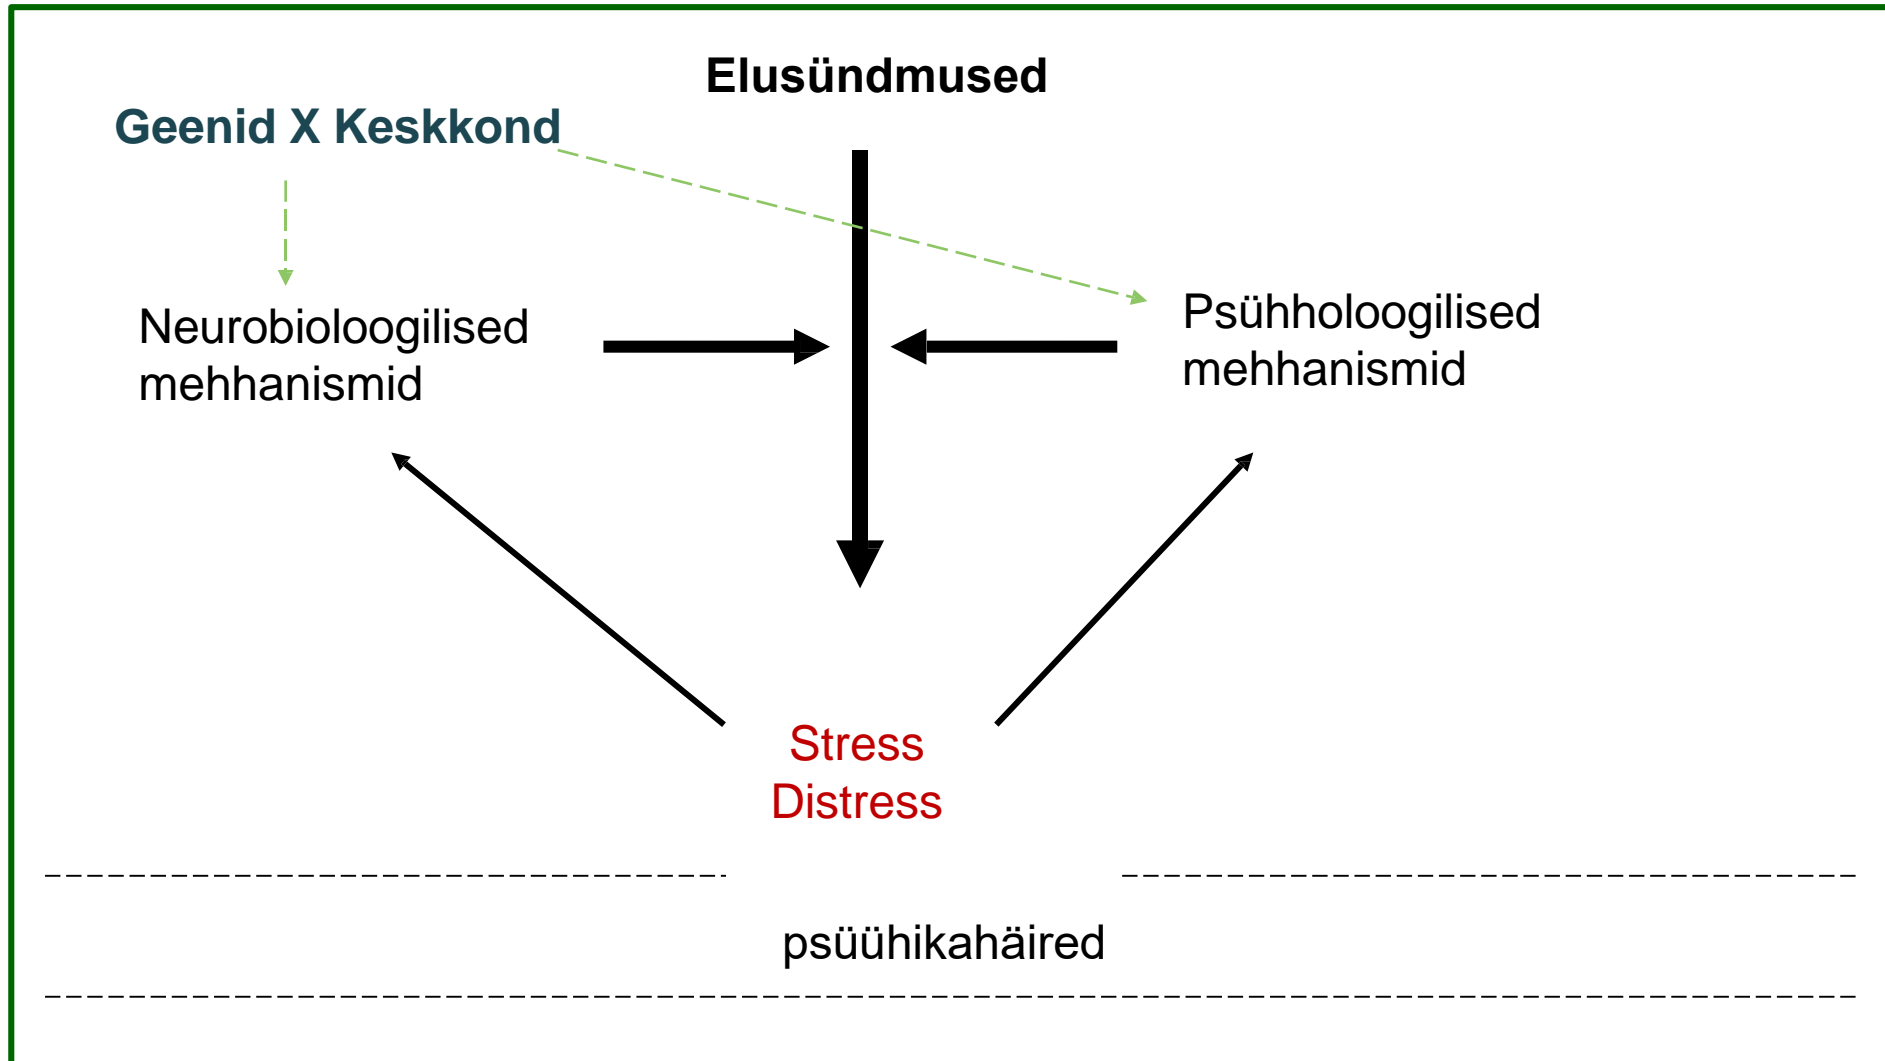 Elusündmused
Geenid X Keskkond
Neurobioloogilised
mehhanismid
Psühholoogilised
mehhanismid
Stress
Distress
psüühikahäired